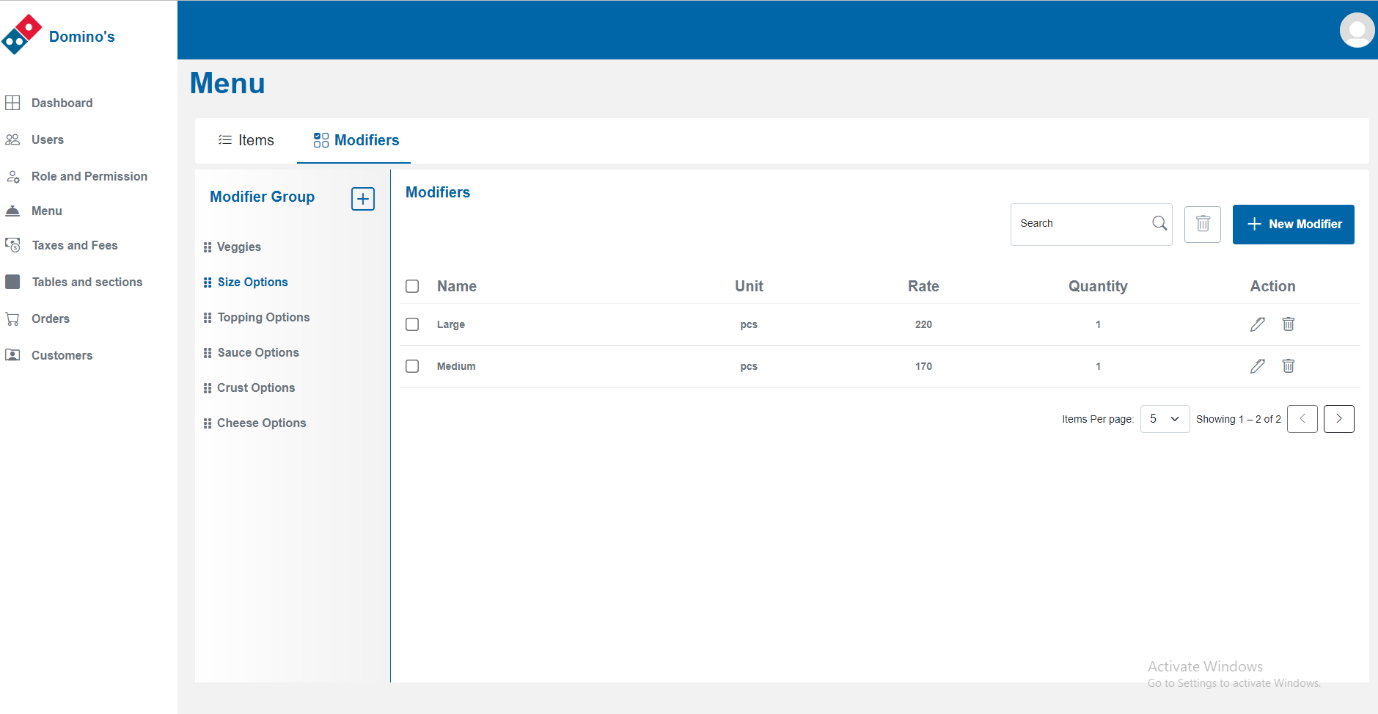 Domino's
Dashboard
Users
Role and Permission
Menu
Taxes and Fees
Tables and sections
Orders
Customers
Menu
Items
Modifiers
Modifier Group
Veggies
Size Options
Topping Options
Sauce Options
Crust Options
Cheese Options
Modifiers
Search
New Modifier
Name Unit Rate Quantity Action
Large pcs 220 1
Medium pcs 170 1
Items Per page: 5 Showing 1 – 2 of 2
Activate Windows
Go to Settings to activate Windows.